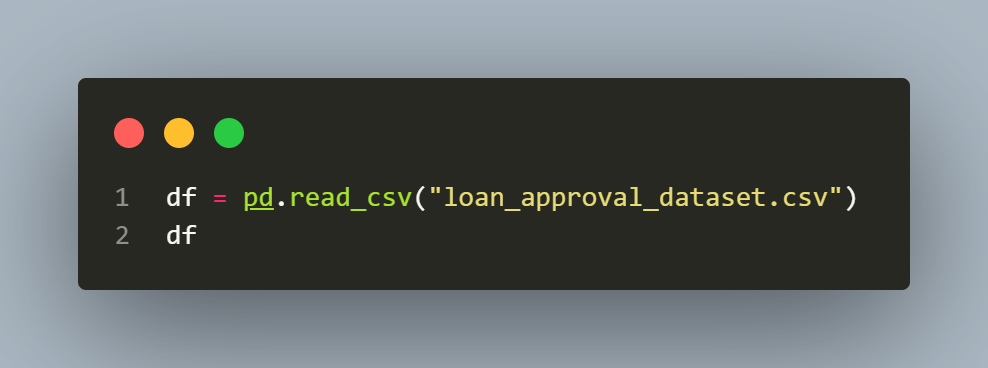 1 df = pd.read_csv("loan_approval_dataset.csv")
2 df